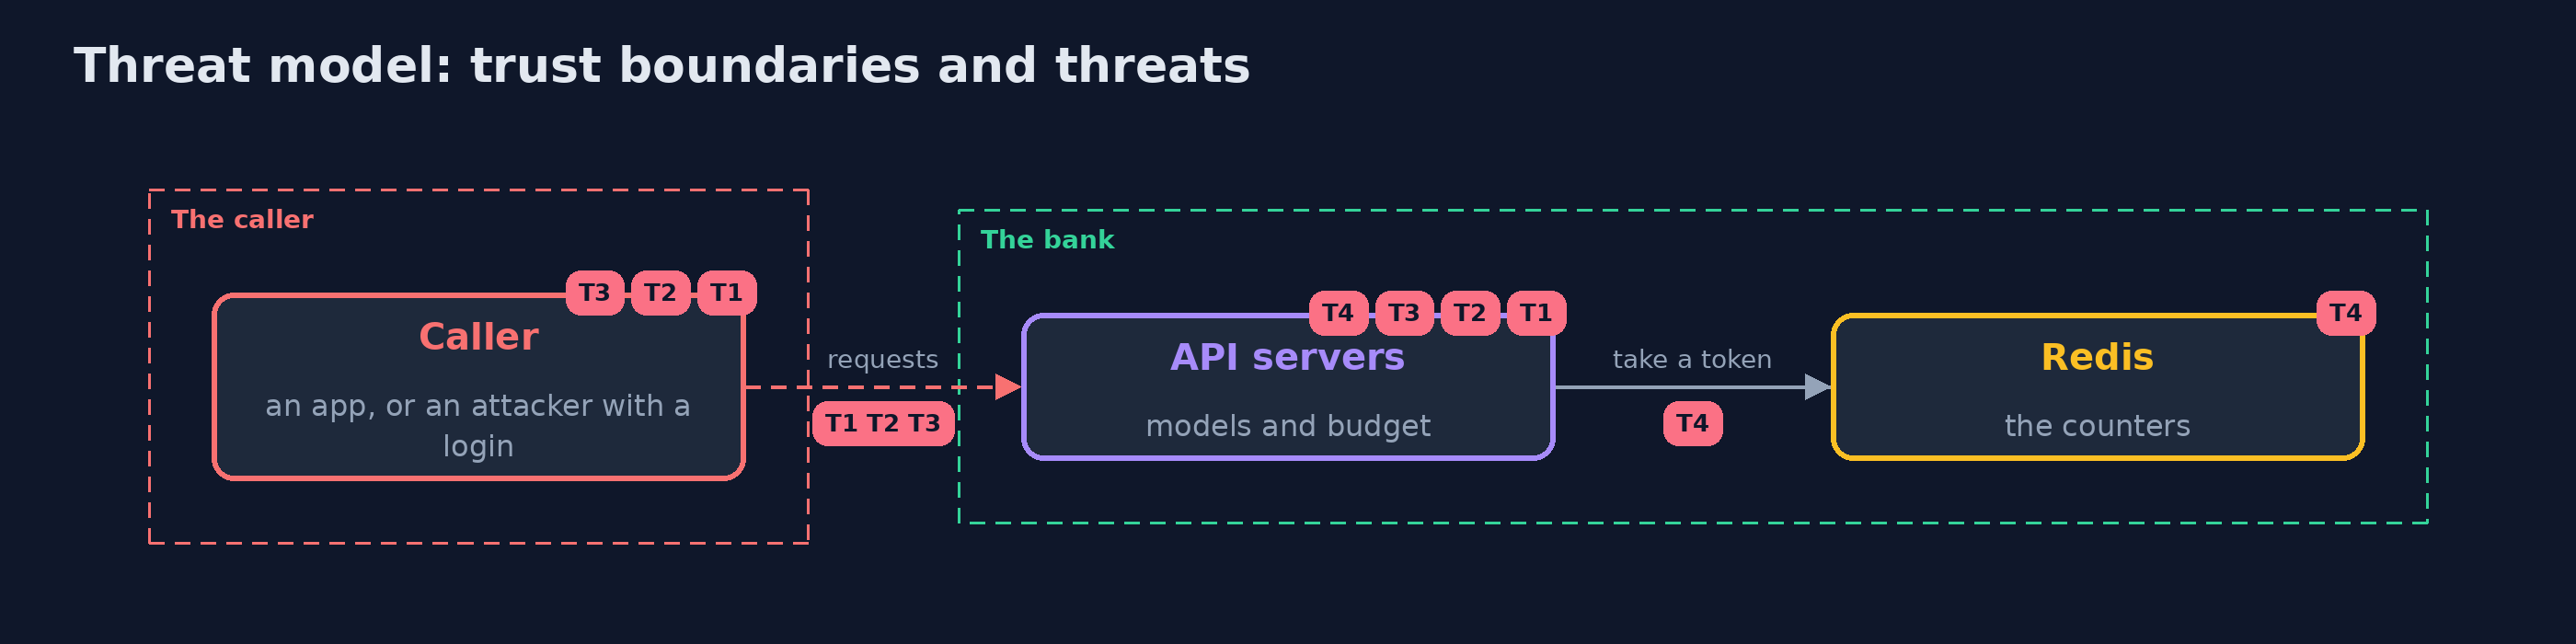 Threat model: trust boundaries and threats
The caller
T3 T2 T1
Caller
an app, or an attacker with a
login
requests
T1 T2 T3
The bank
T4 T3 T2 T1
API servers
models and budget
take a token
T4
T4
Redis
the counters